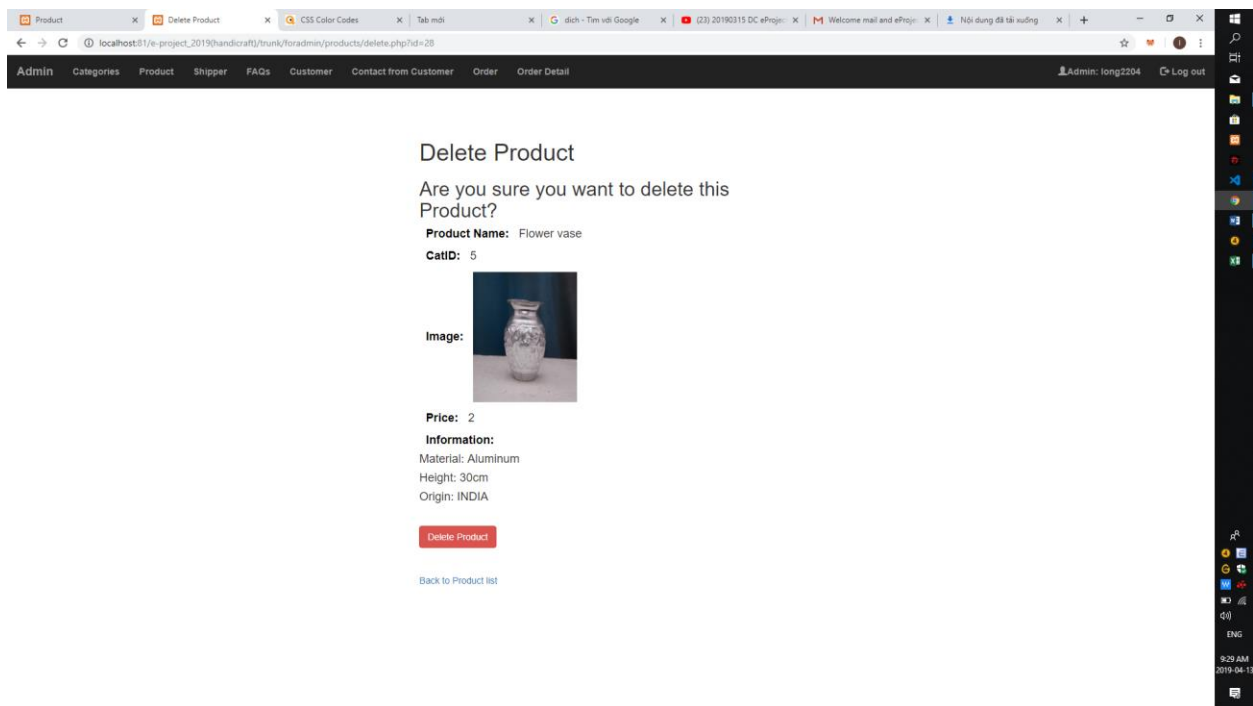 Product
Delete Product
CSS Color Codes
Tab mới
dich - Tìm với Google
(23) 20190315 DC eProjec
Welcome mail and eProje
Nội dung đã tải xuống
localhost:81/e-project_2019(handicraft)/trunk/foradmin/products/delete.php?id=28
Admin Categories Product Shipper FAQs Customer Contact from Customer Order Order Detail Admin: long2204 Log out
Delete Product
Are you sure you want to delete this
Product?
Product Name: Flower vase
CatID: 5
Image:
Price: 2
Information:
Material: Aluminum
Height: 30cm
Origin: INDIA
Delete Product
Back to Product list
ENG
9:29 AM
2019-04-13